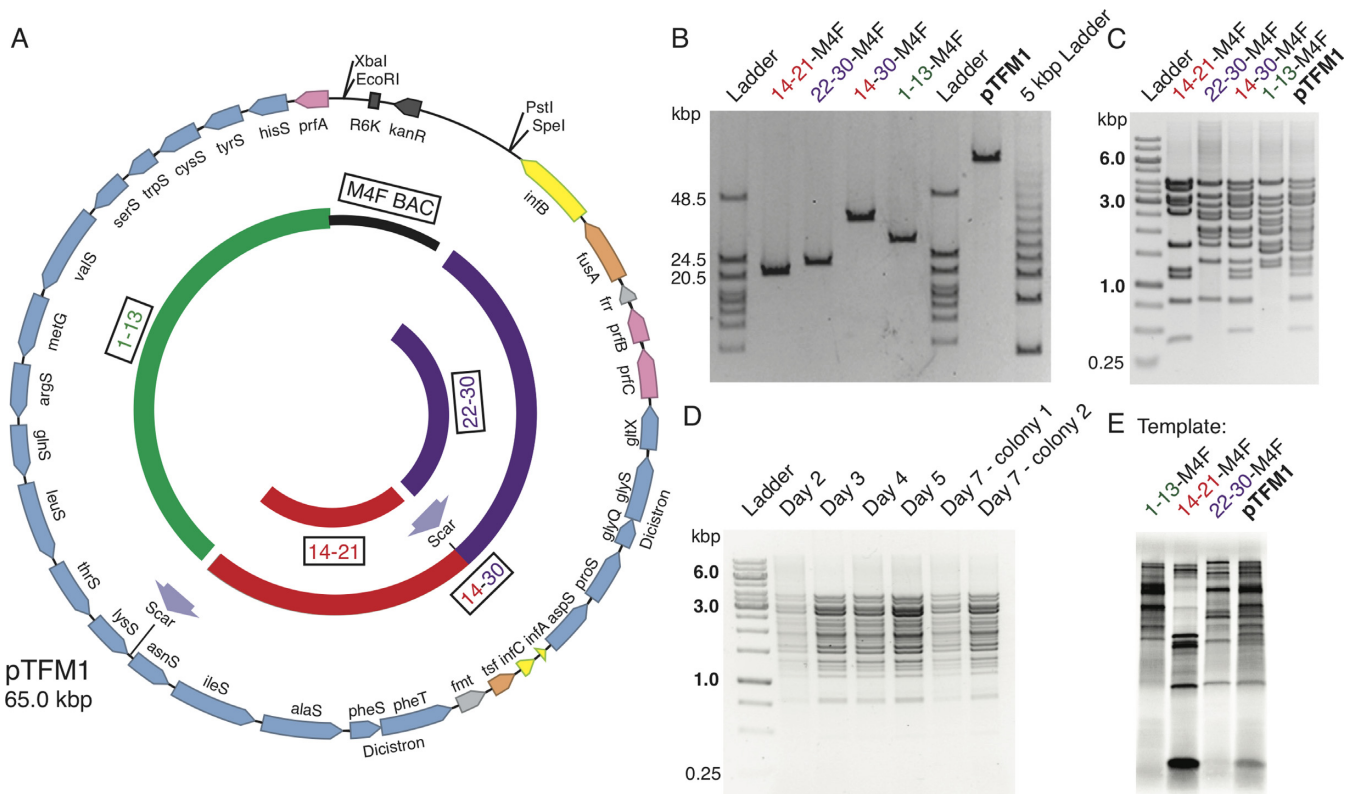 A
XbaI
EcoRI
R6K
kanR
PstI
SpeI
infB
fusA
frr
prfB
prfC
gltX
glyS
glyQ
Dicistron
proS
aspS
infA
infC
tsf
fmt
pheT
pheS
Dicistron
alaS
ileS
asnS
Scar
lysS
thrS
leuS
glnS
argS
metG
valS
serS
trpS
cysS
tyrS
hisS
prfA
M4F BAC
1-13
22-30
14-21
Scar
14-30
pTFM1
65.0 kbp
B
Ladder
14-21-M4F
22-30-M4F
14-30-M4F
1-13-M4F
Ladder
pTFM1
5 kbp Ladder
kbp
48.5
24.5
20.5
C
Ladder
14-21-M4F
22-30-M4F
14-30-M4F
1-13-M4F
pTFM1
kbp
6.0
3.0
1.0
0.25
D
Ladder
Day 2
Day 3
Day 4
Day 5
Day 7 - colony 1
Day 7 - colony 2
kbp
6.0
3.0
1.0
0.25
E
Template:
1-13-M4F
14-21-M4F
22-30-M4F
pTFM1